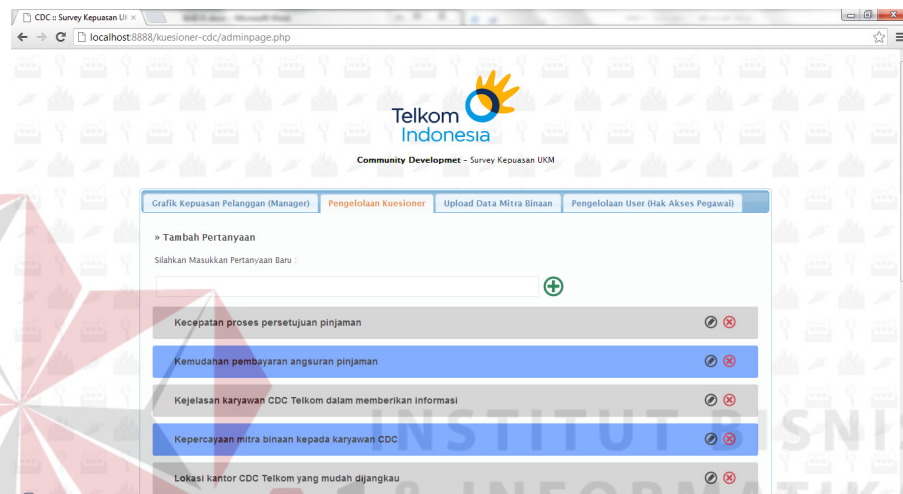 CDC :: Survey Kepuasan UK
localhost:8888/kuesioner-cdc/adminpage.php
Telkom
Indonesia
Community Developmet - Survey Kepuasan UKM
Grafik Kepuasan Pelanggan (Manager) Pengelolaan Kuesioner Upload Data Mitra Binaan Pengelolaan User (Hak Akses Pegawai)
» Tambah Pertanyaan
Silahkan Masukkan Pertanyaan Baru :
Kecepatan proses persetujuan pinjaman
Kemudahan pembayaran angsuran pinjaman
Kejelasan karyawan CDC Telkom dalam memberikan informasi
INSTITUT BISNIS
Kepercayaan mitra binaan kepada karyawan CDC
Lokasi kantor CDC Telkom yang mudah dijangkau